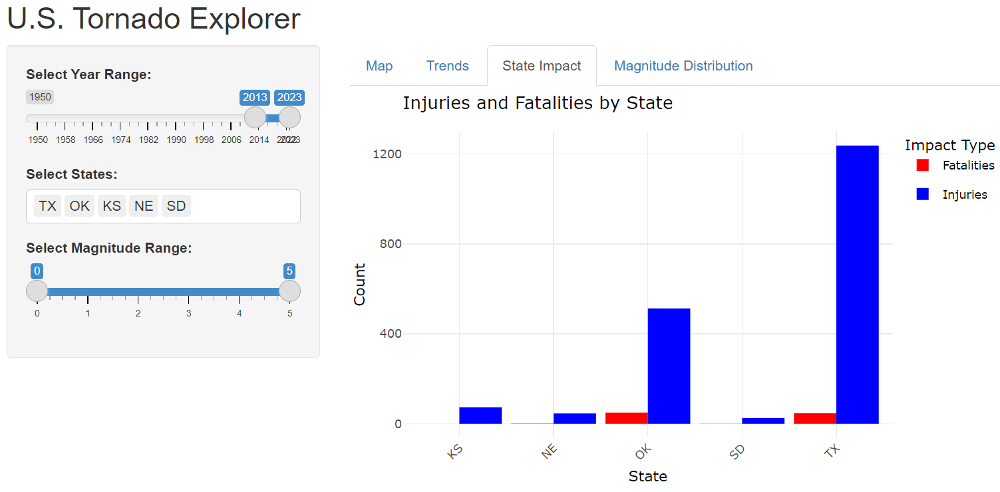 U.S. Tornado Explorer
Select Year Range:
1950 2013 2023
1950 1958 1966 1974 1982 1990 1998 2006 2014 2022 2023
Select States:
TX OK KS NE SD
Select Magnitude Range:
0 5
0 1 2 3 4 5
Map Trends State Impact Magnitude Distribution
Injuries and Fatalities by State
Impact Type
Fatalities
Injuries
1200
800
400
0
Count
KS NE OK SD TX
State